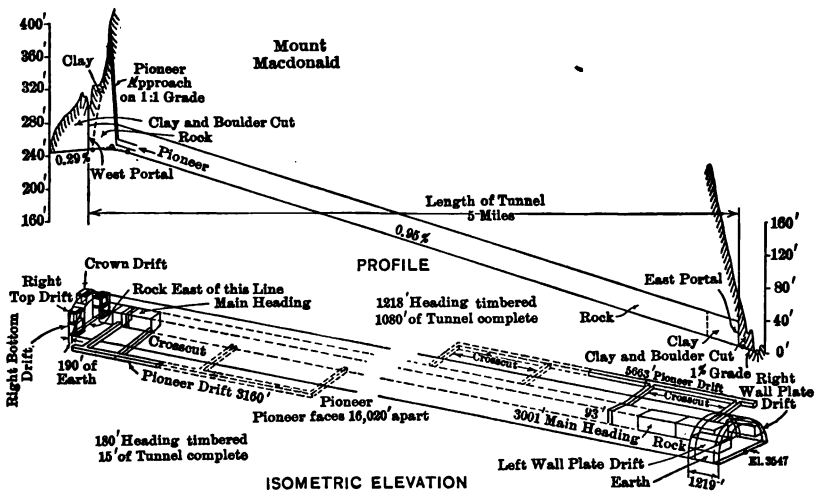 400'
360'
320'
280'
240'
200'
160'
Clay
Pioneer
Approach
on 1:1 Grade
Mount
Macdonald
Clay and Boulder Cut
Rock
Pioneer
0.29%
West Portal
Length of Tunnel
5 Miles
0.95%
PROFILE
160'
120'
80'
40'
0'
East Portal
Rock
Clay
Clay and Boulder Cut
1% Grade
Crown Drift
Right
Top Drift
Rock East of this Line
Main Heading
1218' Heading timbered
1080' of Tunnel complete
Right Bottom
Drift
190' of
Earth
Crosscut
Pioneer Drift 3160'
Pioneer
Pioneer faces 16,020' apart
180' Heading timbered
15' of Tunnel complete
Crosscut
5663' Pioneer Drift
Crosscut
Right
Wall Plate
Drift
93'
3001' Main Heading
Rock
Left Wall Plate Drift
Earth
El.3547
1219'
ISOMETRIC ELEVATION